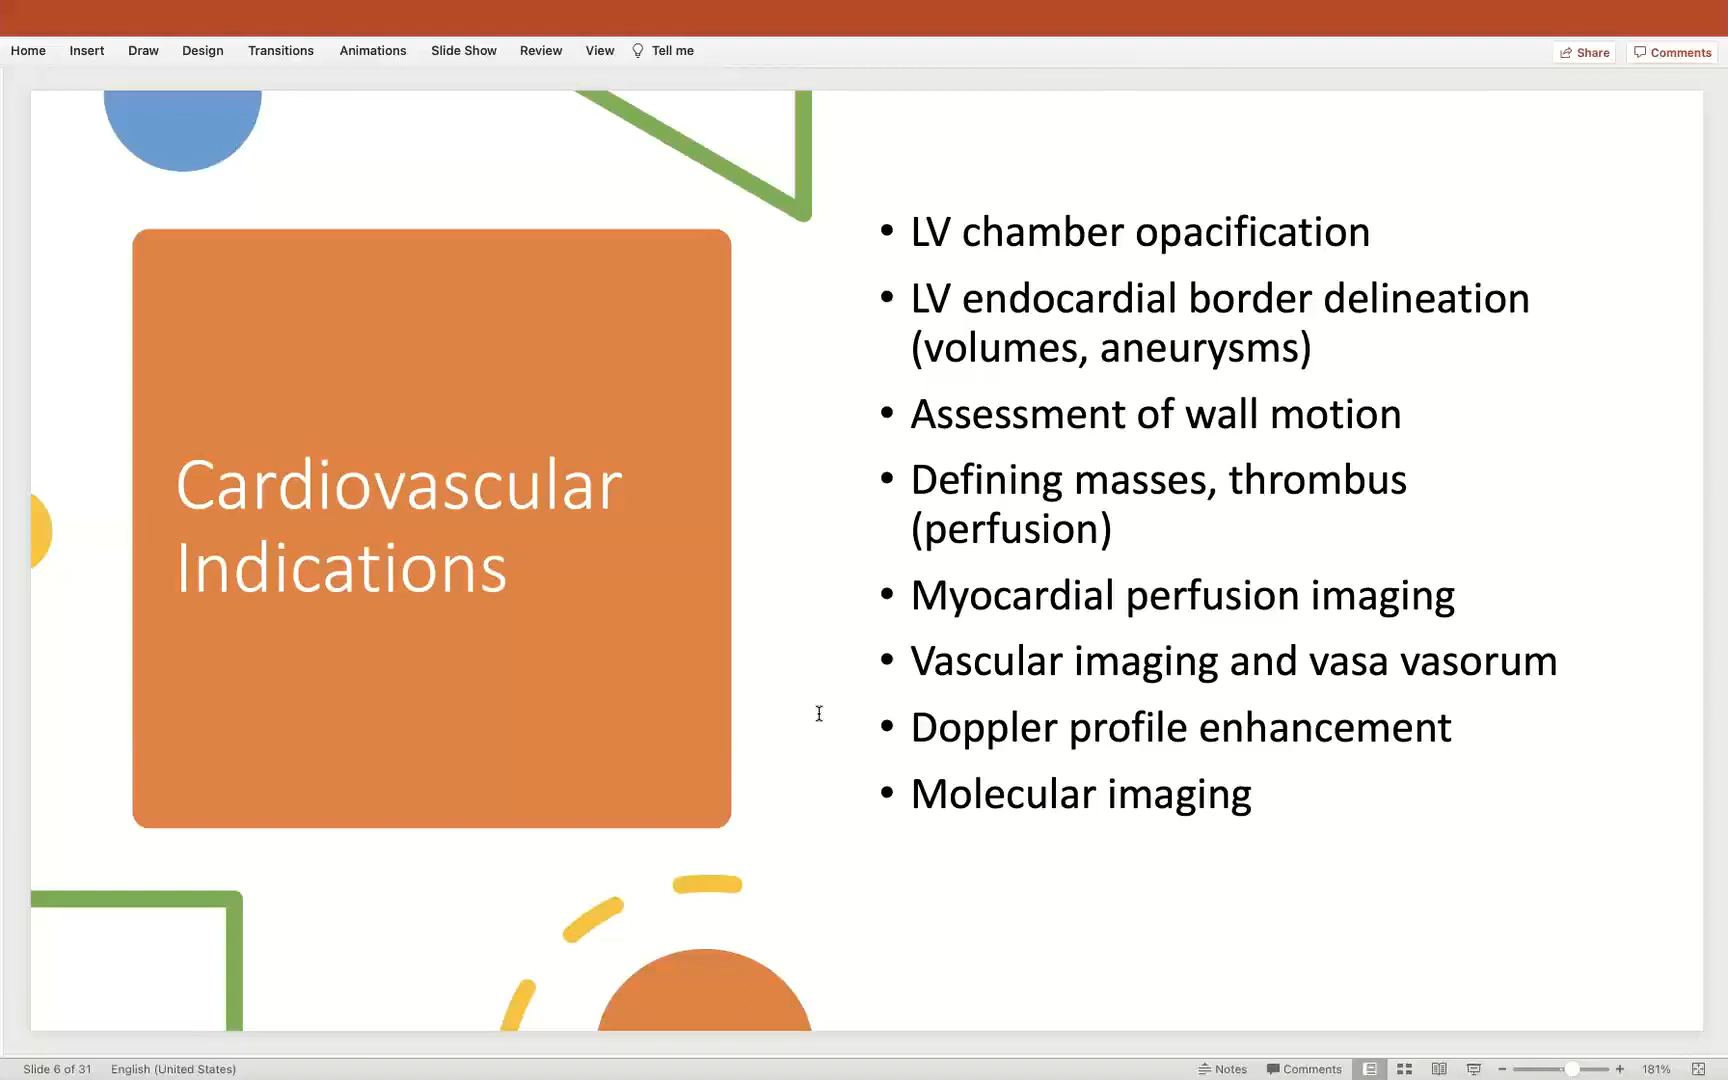 Home Insert Draw Design Transitions Animations Slide Show Review View Tell me Share Comments
Cardiovascular
Indications
• LV chamber opacification
• LV endocardial border delineation
(volumes, aneurysms)
• Assessment of wall motion
• Defining masses, thrombus
(perfusion)
• Myocardial perfusion imaging
• Vascular imaging and vasa vasorum
• Doppler profile enhancement
• Molecular imaging
Slide 6 of 31 English (United States) Notes Comments 181%